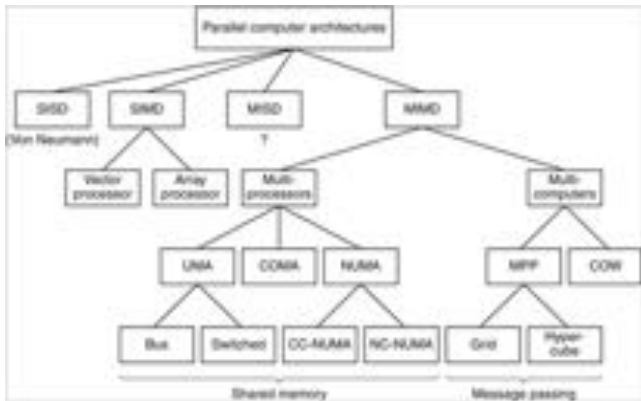 Parallel computer architectures
SISD
SIMD
MISD
MIMD
(Von Neumann)
?
Vector
processor
Array
processor
Multi-
processors
Multi-
computers
UMA
COMA
NUMA
MPP
COW
Bus
Switched
CC-NUMA
NC-NUMA
Grid
Hyper-
cube
Shared memory
Message passing